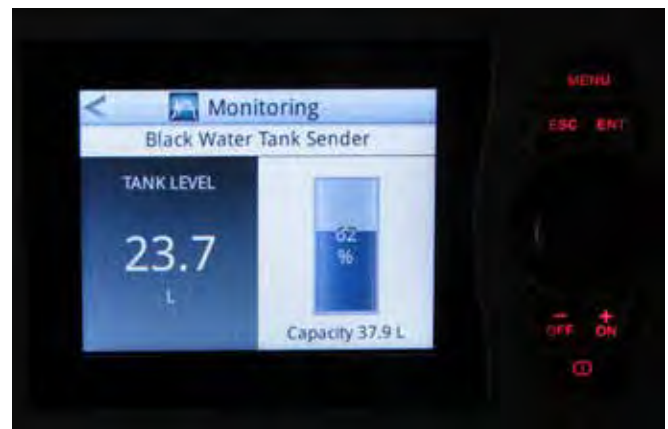 < Monitoring
Black Water Tank Sender
TANK LEVEL
23.7
L
62
%
Capacity 37.9 L
MENU
ESC ENT
− +
OFF ON